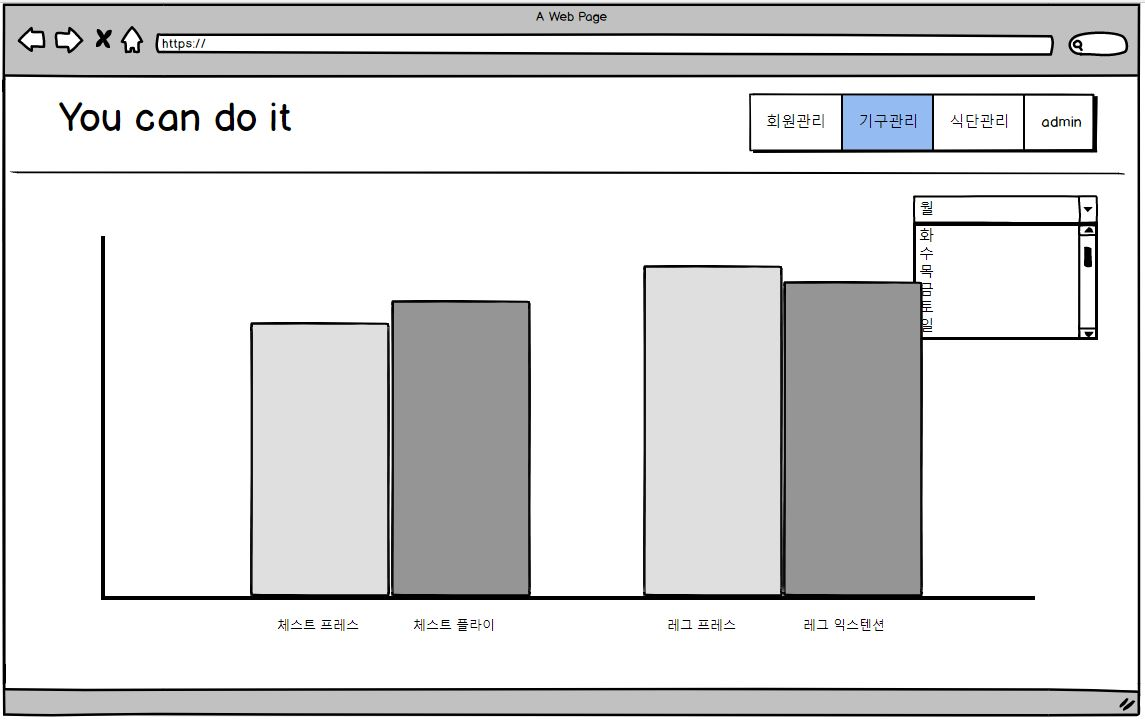 A Web Page
https://
You can do it
회원관리 기구관리 식단관리 admin
월
화
수
목
금
토
일
체스트 프레스 체스트 플라이 레그 프레스 레그 익스텐션